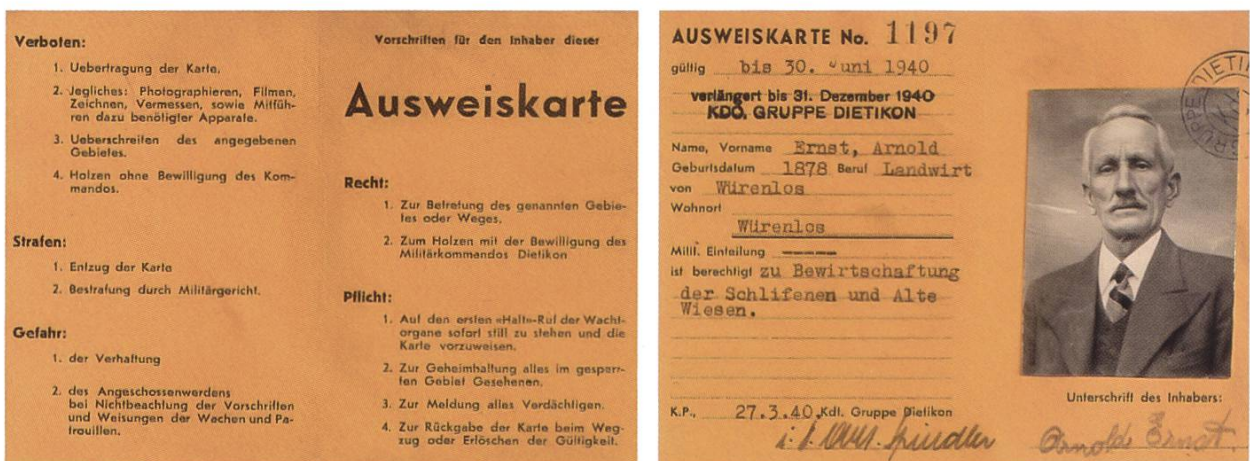 Verboten:
1. Uebertragung der Karte.
2. Jegliches: Photographieren, Filmen,
Zeichnen, Vermessen, sowie Mitfüh-
ren dazu benötigter Apparate.
3. Ueberschreiten des angegebenen
Gebietes.
4. Holzen ohne Bewilligung des Kom-
mandos.
Strafen:
1. Entzug der Karte
2. Bestrafung durch Militärgericht.
Gefahr:
1. der Verhaftung
2. des Angeschossenwerdens
bei Nichtbeachtung der Vorschriften
und Weisungen der Wachen und Pa-
trouillen.
Vorschriften für den Inhaber dieser
Ausweiskarte
Recht:
1. Zur Betretung des genannten Gebie-
tes oder Weges.
2. Zum Holzen mit der Bewilligung des
Militärkommandos Dietikon
Pflicht:
1. Auf den ersten «Halt»-Ruf der Wacht-
organe sofort still zu stehen und die
Karte vorzuweisen.
2. Zur Geheimhaltung alles im gesperr-
ten Gebiet Gesehenen.
3. Zur Meldung alles Verdächtigen.
4. Zur Rückgabe der Karte beim Weg-
zug oder Erlöschen der Gültigkeit.
AUSWEISKARTE No. 1197
gültig bis 30. Juni 1940
verlängert bis 31. Dezember 1940
KDO. GRUPPE DIETIKON
Name, Vorname Ernst, Arnold
Geburtsdatum 1878 Beruf Landwirt
von Würenlos
Wohnort
Würenlos
Milit. Einteilung -----
ist berechtigt zu Bewirtschaftung
der Schlifenen und Alte
Wiesen.
K.P., 27.3.40 Kdt. Gruppe Dietikon
Spindler
GRUPPE DIETI
Unterschrift des Inhabers:
Arnold Ernst.